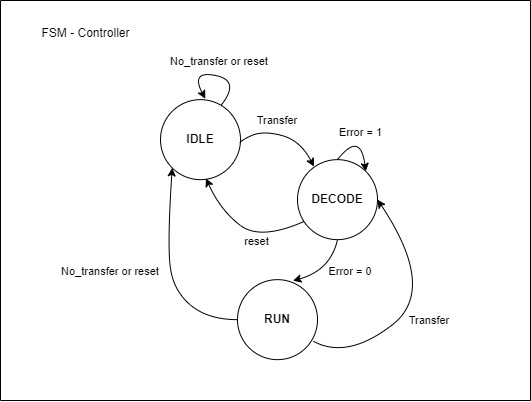 FSM - Controller
No_transfer or reset
IDLE
Transfer
Error = 1
DECODE
reset
No_transfer or reset
Error = 0
RUN
Transfer